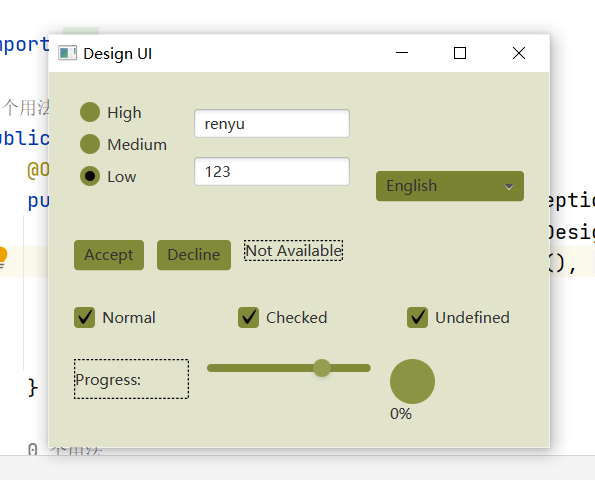 mport
Design UI
个用法
High
renyu
ublic
Medium
@O
Low
123
pu
English
eptio
Desig
Accept
Decline
Not Available
(),
Normal
Checked
Undefined
Progress:
}
0%
0 个用法